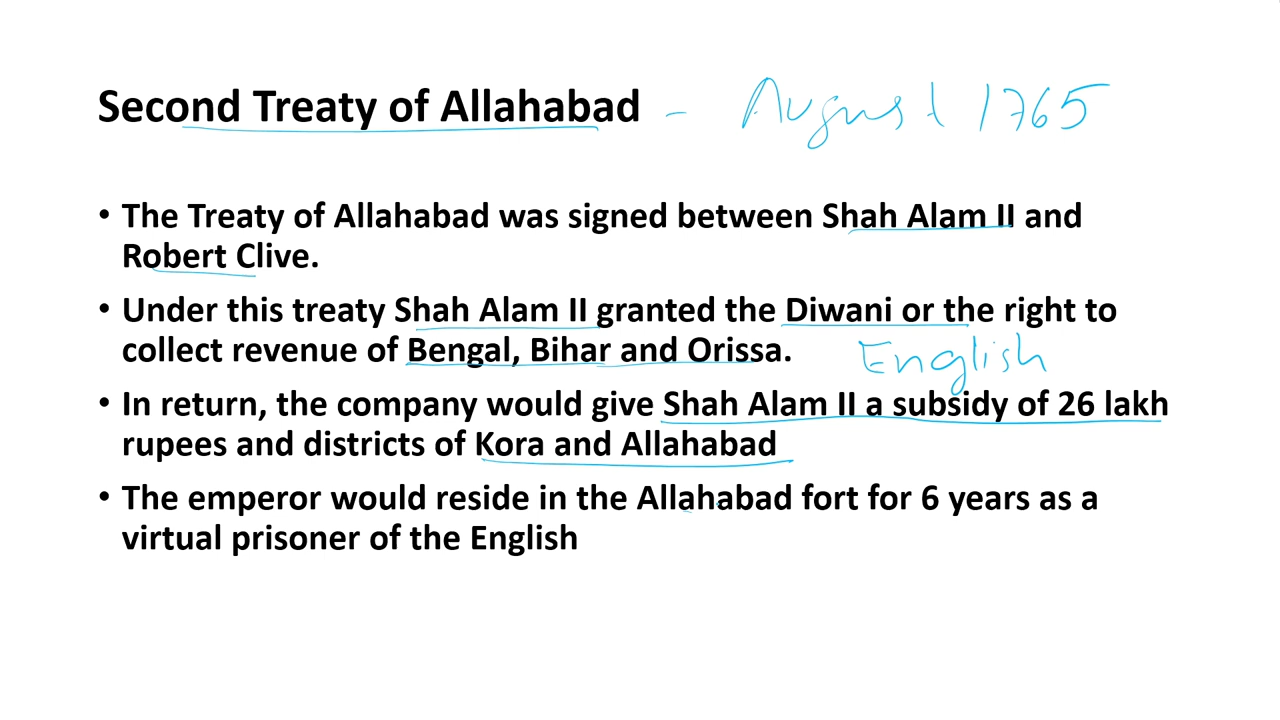 Second Treaty of Allahabad - August 1765
• The Treaty of Allahabad was signed between Shah Alam II and
Robert Clive.
• Under this treaty Shah Alam II granted the Diwani or the right to
collect revenue of Bengal, Bihar and Orissa. English
• In return, the company would give Shah Alam II a subsidy of 26 lakh
rupees and districts of Kora and Allahabad
• The emperor would reside in the Allahabad fort for 6 years as a
virtual prisoner of the English